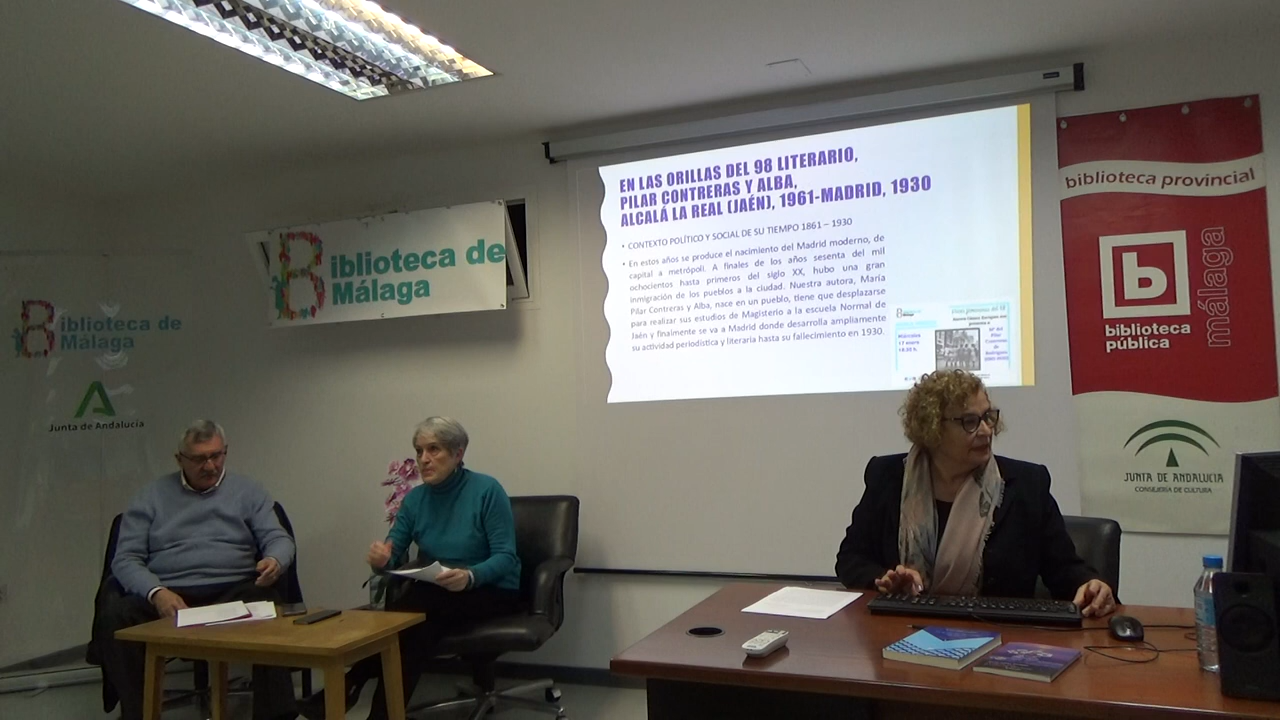 EN LAS ORILLAS DEL 98 LITERARIO,
PILAR CONTRERAS Y ALBA,
ALCALÁ LA REAL (JAÉN), 1961-MADRID, 1930
• CONTEXTO POLÍTICO Y SOCIAL DE SU TIEMPO 1861 – 1930
• En estos años se produce el nacimiento del Madrid moderno, de
capital a metrópoli. A finales de los años sesenta del mil
ochocientos hasta primeros del siglo XX, hubo una gran
inmigración de los pueblos a la ciudad. Nuestra autora, María
Pilar Contreras y Alba, nace en un pueblo, tiene que desplazarse
para realizar sus estudios de Magisterio a la escuela Normal de
Jaén y finalmente se va a Madrid donde desarrolla ampliamente
su actividad periodística y literaria hasta su fallecimiento en 1930.
Miércoles
17 enero
Biblioteca de
Málaga
Biblioteca de
Málaga
Junta de Andalucía
biblioteca provincial
b
málaga
biblioteca
pública
JUNTA DE ANDALUCIA
CONSEJERÍA DE CULTURA